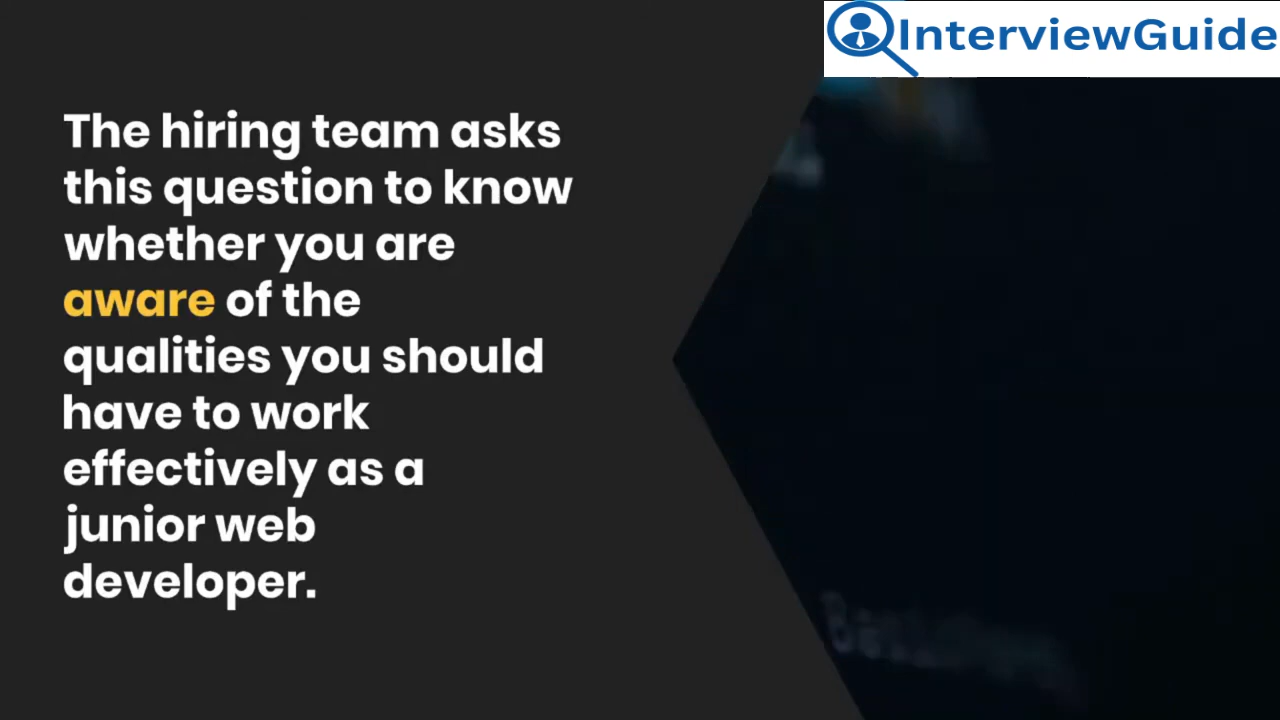 InterviewGuide
The hiring team asks
this question to know
whether you are
aware of the
qualities you should
have to work
effectively as a
junior web
developer.